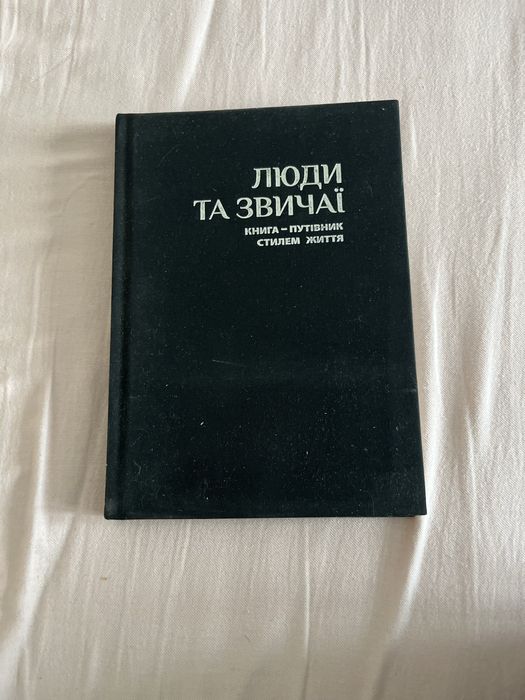 ЛЮДИ
ТА ЗВИЧАЇ
КНИГА – ПУТІВНИК
СТИЛЕМ ЖИТТЯ